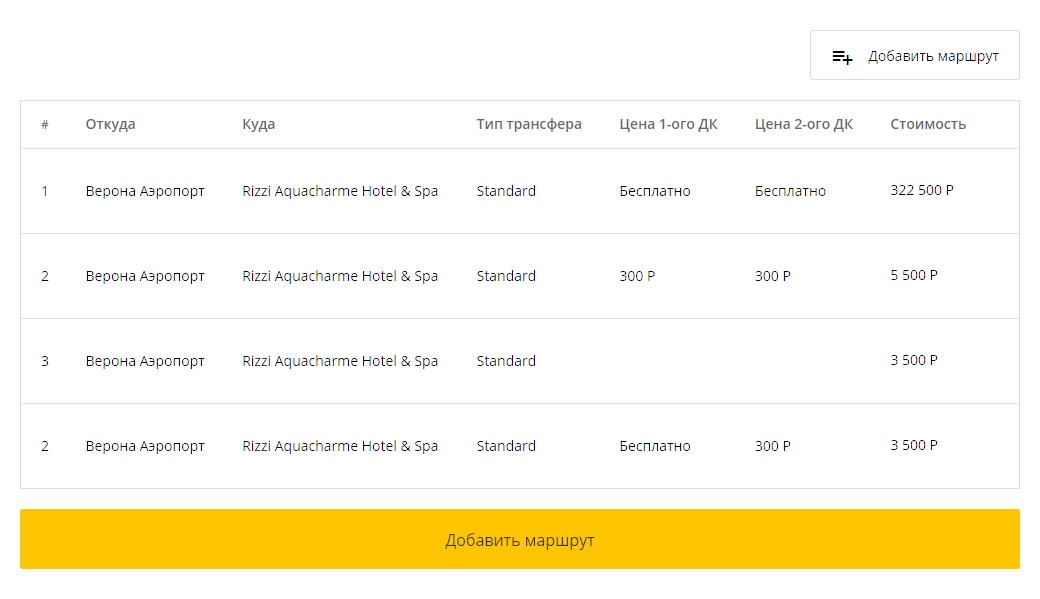 Добавить маршрут
# Откуда Куда Тип трансфера Цена 1-ого ДК Цена 2-ого ДК Стоимость
1 Верона Аэропорт Rizzi Aquacharme Hotel & Spa Standard Бесплатно Бесплатно 322 500 Р
2 Верона Аэропорт Rizzi Aquacharme Hotel & Spa Standard 300 Р 300 Р 5 500 Р
3 Верона Аэропорт Rizzi Aquacharme Hotel & Spa Standard 3 500 Р
2 Верона Аэропорт Rizzi Aquacharme Hotel & Spa Standard Бесплатно 300 Р 3 500 Р
Добавить маршрут